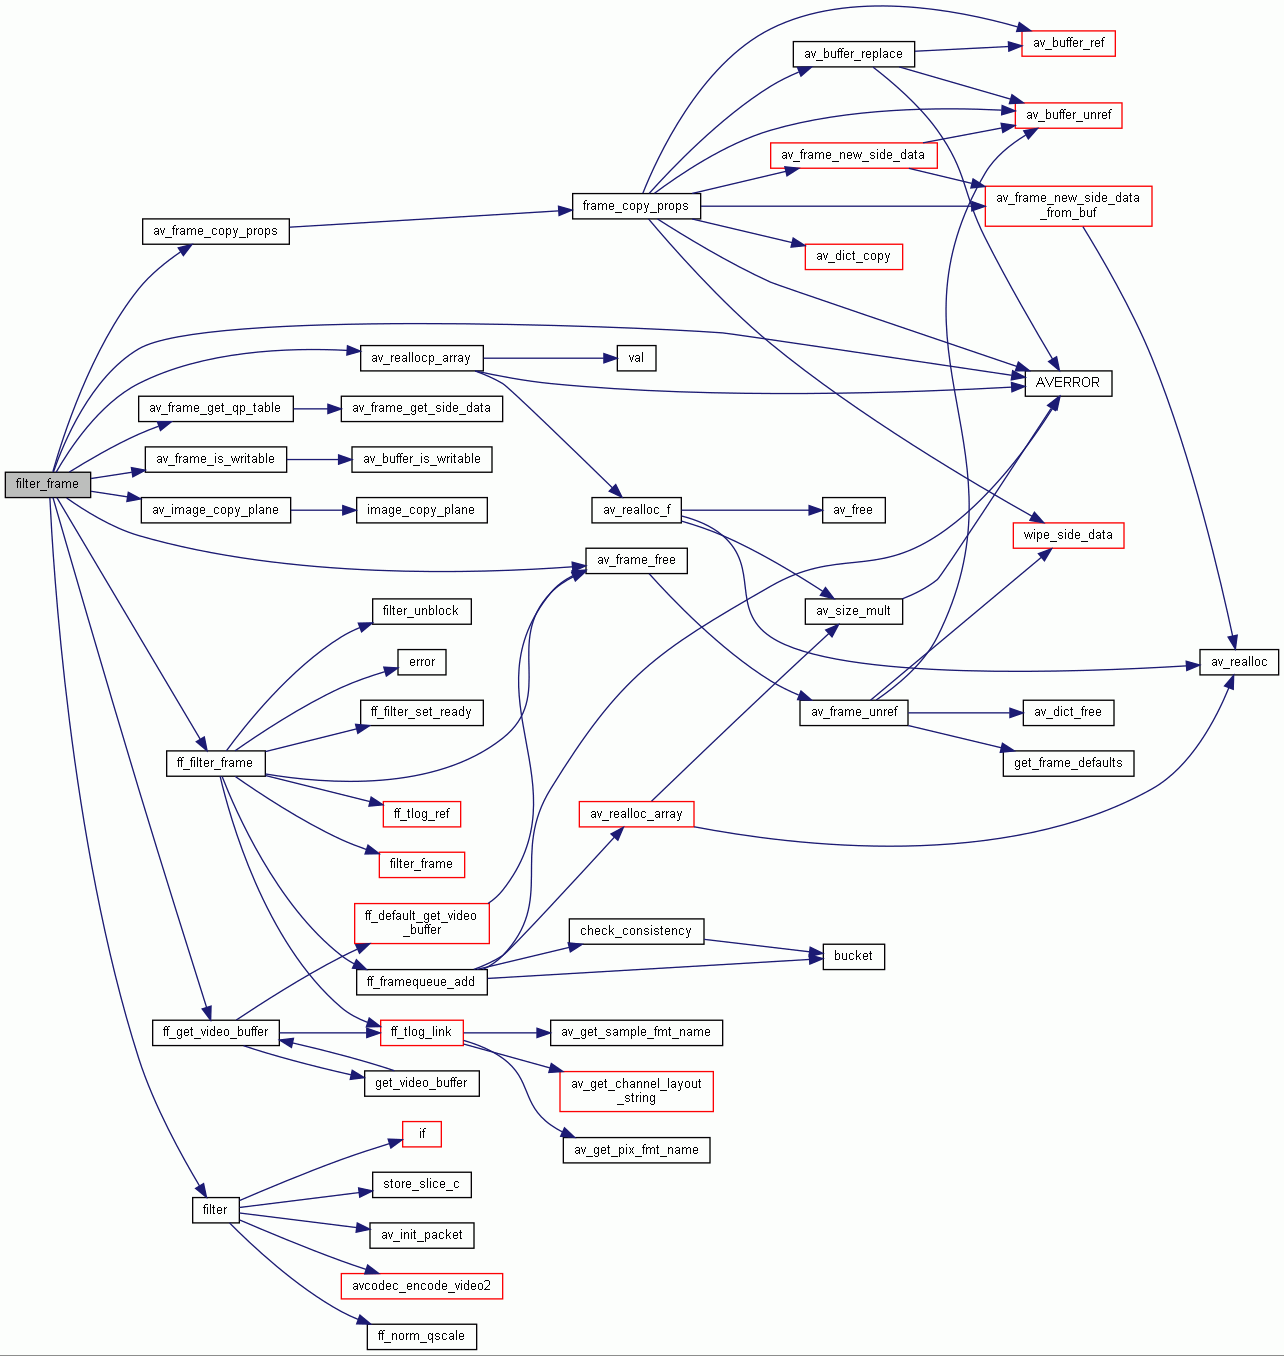 av_buffer_ref
av_buffer_replace
av_buffer_unref
av_frame_new_side_data
av_frame_new_side_data
_from_buf
frame_copy_props
av_frame_copy_props
av_dict_copy
av_reallocp_array
val
AVERROR
av_frame_get_qp_table
av_frame_get_side_data
av_frame_is_writable
av_buffer_is_writable
filter_frame
av_image_copy_plane
image_copy_plane
av_realloc_f
av_free
wipe_side_data
av_frame_free
filter_unblock
av_size_mult
error
av_realloc
ff_filter_set_ready
av_frame_unref
av_dict_free
ff_filter_frame
get_frame_defaults
ff_tlog_ref
av_realloc_array
filter_frame
ff_default_get_video
_buffer
check_consistency
bucket
ff_framequeue_add
ff_get_video_buffer
ff_tlog_link
av_get_sample_fmt_name
get_video_buffer
av_get_channel_layout
_string
if
av_get_pix_fmt_name
store_slice_c
filter
av_init_packet
avcodec_encode_video2
ff_norm_qscale